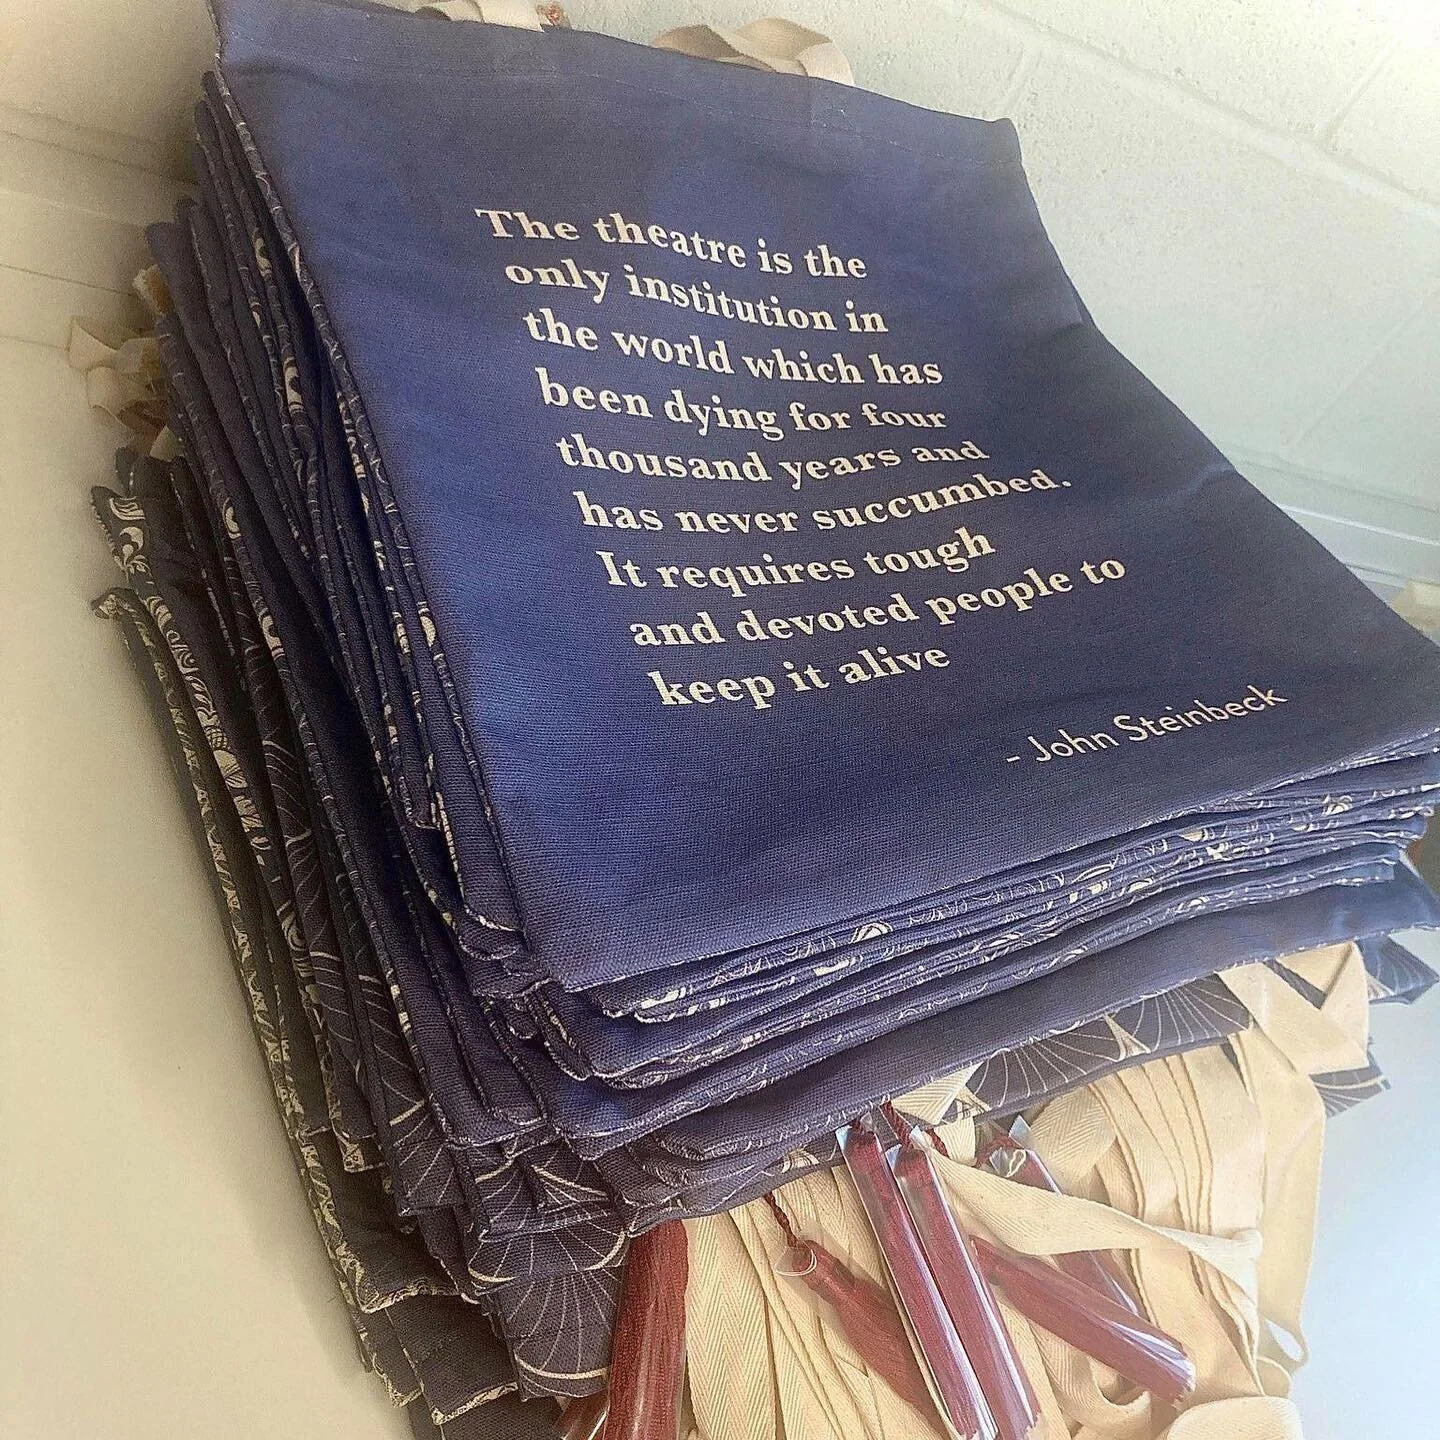 The theatre is the
only institution in
the world which has
been dying for four
thousand years and
has never succumbed.
It requires tough
and devoted people to
keep it alive
- John Steinbeck